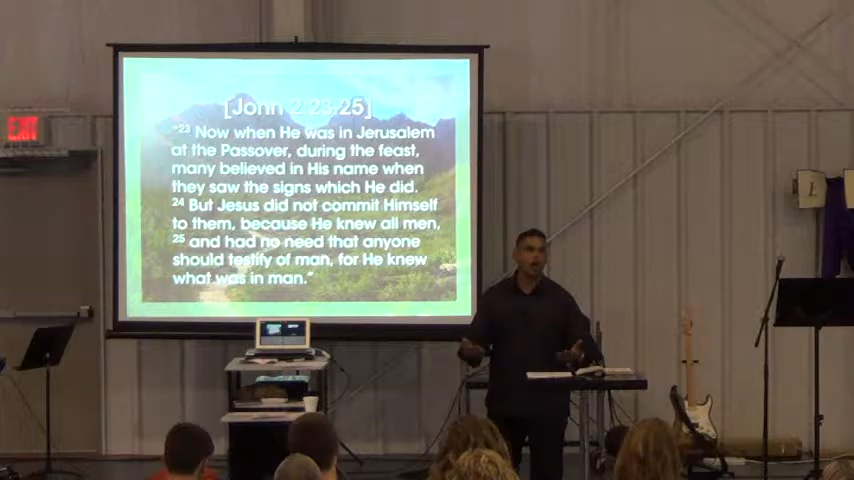 [John 2:23-25]
"23 Now when He was in Jerusalem
at the Passover, during the feast,
many believed in His name when
they saw the signs which He did.
24 But Jesus did not commit Himself
to them, because He knew all men,
25 and had no need that anyone
should testify of man, for He knew
what was in man."
EXIT
L